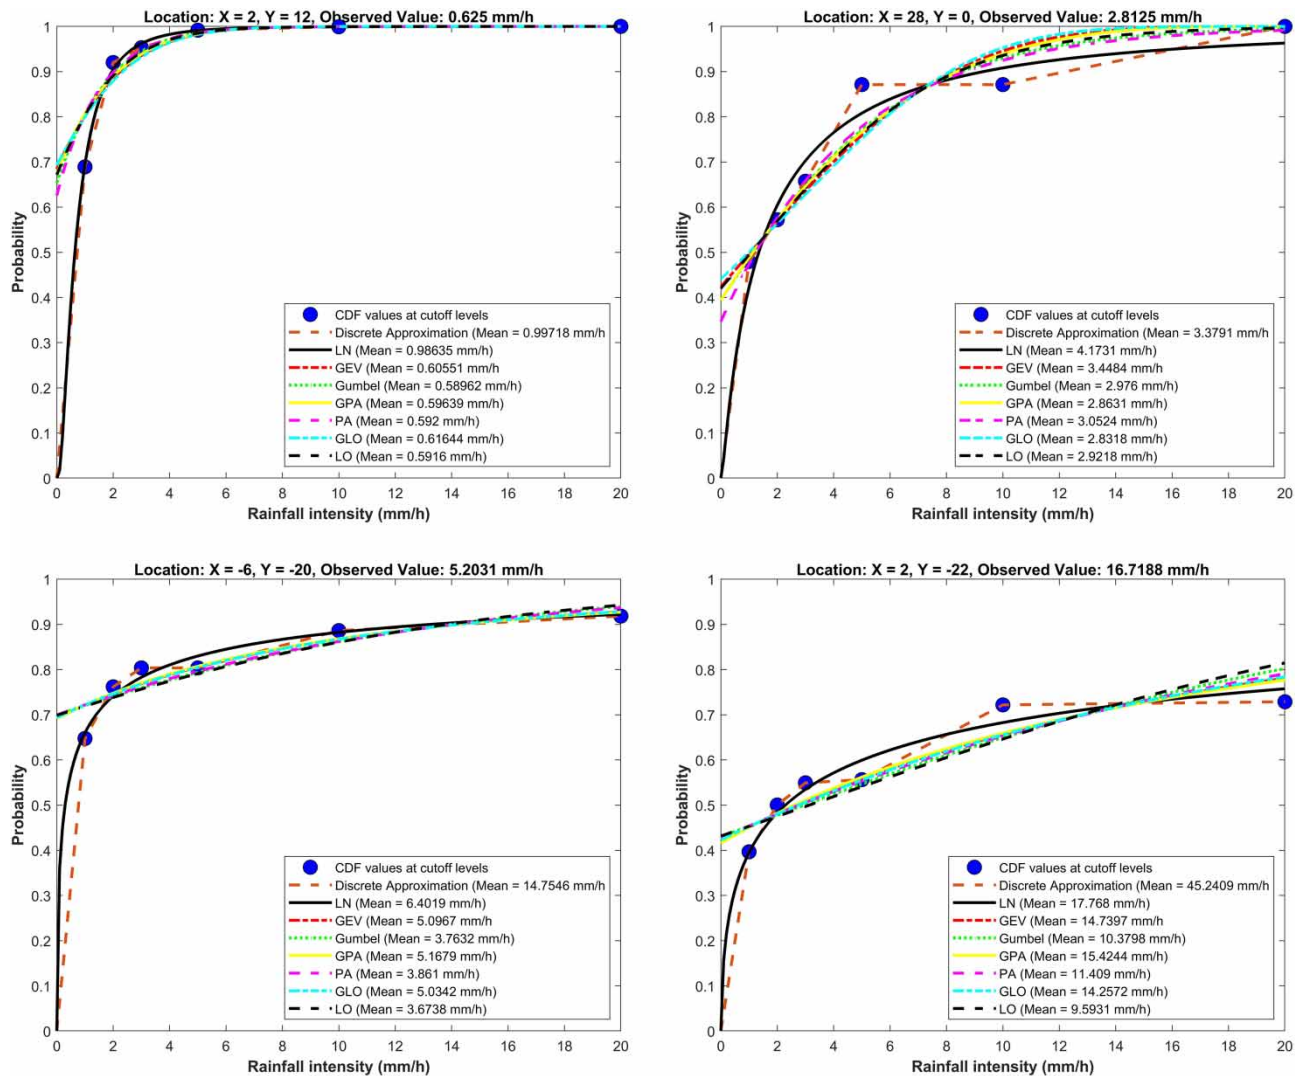 Location: X = 2, Y = 12, Observed Value: 0.625 mm/h
1
0.9
0.8
0.7
0.6
0.5
0.4
0.3
0.2
0.1
0
Probability
CDF values at cutoff levels
Discrete Approximation (Mean = 0.99718 mm/h
LN (Mean = 0.98635 mm/h)
GEV (Mean = 0.60551 mm/h
Gumbel (Mean = 0.58962 mm/h)
GPA (Mean = 0.59639 mm/h)
PA (Mean = 0.592 mm/h)
GLO (Mean = 0.61644 mm/h)
LO (Mean = 0.5916 mm/h)
0 2 4 6 8 10 12 14 16 18 20
Rainfall intensity (mm/h)
Location: X = 28, Y = 0, Observed Value: 2.8125 mm/h
1
0.9
0.8
0.7
0.6
0.5
0.4
0.3
0.2
0.1
0
Probability
CDF values at cutoff levels
Discrete Approximation (Mean = 3.3791 mm/h
LN (Mean = 4.1731 mm/h)
GEV (Mean = 3.4484 mm/h
Gumbel (Mean = 2.976 mm/h)
GPA (Mean = 2.8631 mm/h)
PA (Mean = 3.0524 mm/h)
GLO (Mean = 2.8318 mm/h)
LO (Mean = 2.9218 mm/h)
0 2 4 6 8 10 12 14 16 18 20
Rainfall intensity (mm/h)
Location: X = -6, Y = -20, Observed Value: 5.2031 mm/h
1
0.9
0.8
0.7
0.6
0.5
0.4
0.3
0.2
0.1
0
Probability
CDF values at cutoff levels
Discrete Approximation (Mean = 14.7546 mm/h
LN (Mean = 6.4019 mm/h)
GEV (Mean = 5.0967 mm/h
Gumbel (Mean = 3.7632 mm/h)
GPA (Mean = 5.1679 mm/h)
PA (Mean = 3.861 mm/h)
GLO (Mean = 5.0342 mm/h)
LO (Mean = 3.6738 mm/h)
0 2 4 6 8 10 12 14 16 18 20
Rainfall intensity (mm/h)
Location: X = 2, Y = -22, Observed Value: 16.7188 mm/h
1
0.9
0.8
0.7
0.6
0.5
0.4
0.3
0.2
0.1
0
Probability
CDF values at cutoff levels
Discrete Approximation (Mean = 45.2409 mm/h
LN (Mean = 17.768 mm/h)
GEV (Mean = 14.7397 mm/h
Gumbel (Mean = 10.3798 mm/h)
GPA (Mean = 15.4244 mm/h)
PA (Mean = 11.409 mm/h)
GLO (Mean = 14.2572 mm/h)
LO (Mean = 9.5931 mm/h)
0 2 4 6 8 10 12 14 16 18 20
Rainfall intensity (mm/h)